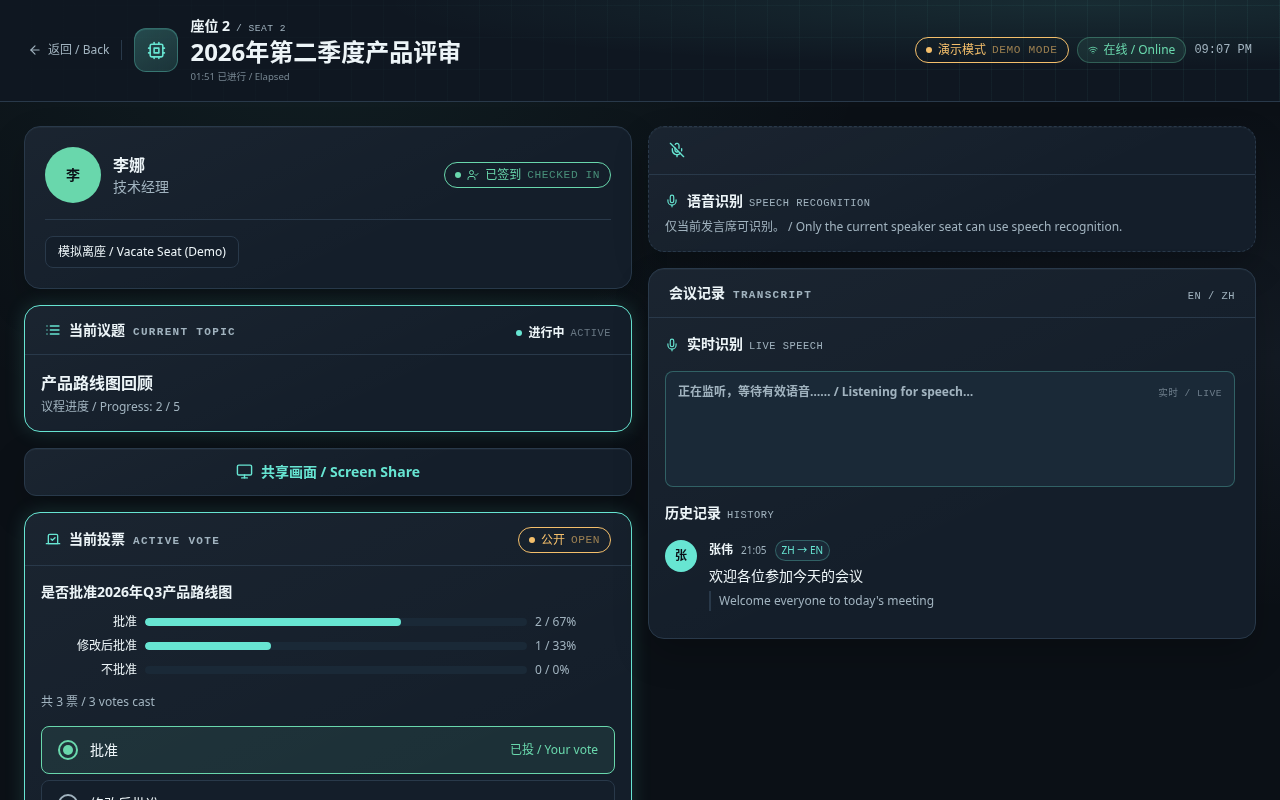 返回 / Back
座位 2 / SEAT 2
2026年第二季度产品评审
01:51 已进行 / Elapsed
演示模式 DEMO MODE
在线 / Online
09:07 PM
李
李娜
技术经理
已签到 CHECKED IN
模拟离座 / Vacate Seat (Demo)
当前议题 CURRENT TOPIC
进行中 ACTIVE
产品路线图回顾
议程进度 / Progress: 2 / 5
共享画面 / Screen Share
当前投票 ACTIVE VOTE
公开 OPEN
是否批准2026年Q3产品路线图
批准 2 / 67%
修改后批准 1 / 33%
不批准 0 / 0%
共 3 票 / 3 votes cast
批准 已投 / Your vote
修改后批准
语音识别 SPEECH RECOGNITION
仅当前发言席可识别。 / Only the current speaker seat can use speech recognition.
会议记录 TRANSCRIPT
EN / ZH
实时识别 LIVE SPEECH
正在监听，等待有效语音…… / Listening for speech…
实时 / LIVE
历史记录 HISTORY
张
张伟 21:05 ZH → EN
欢迎各位参加今天的会议
Welcome everyone to today's meeting